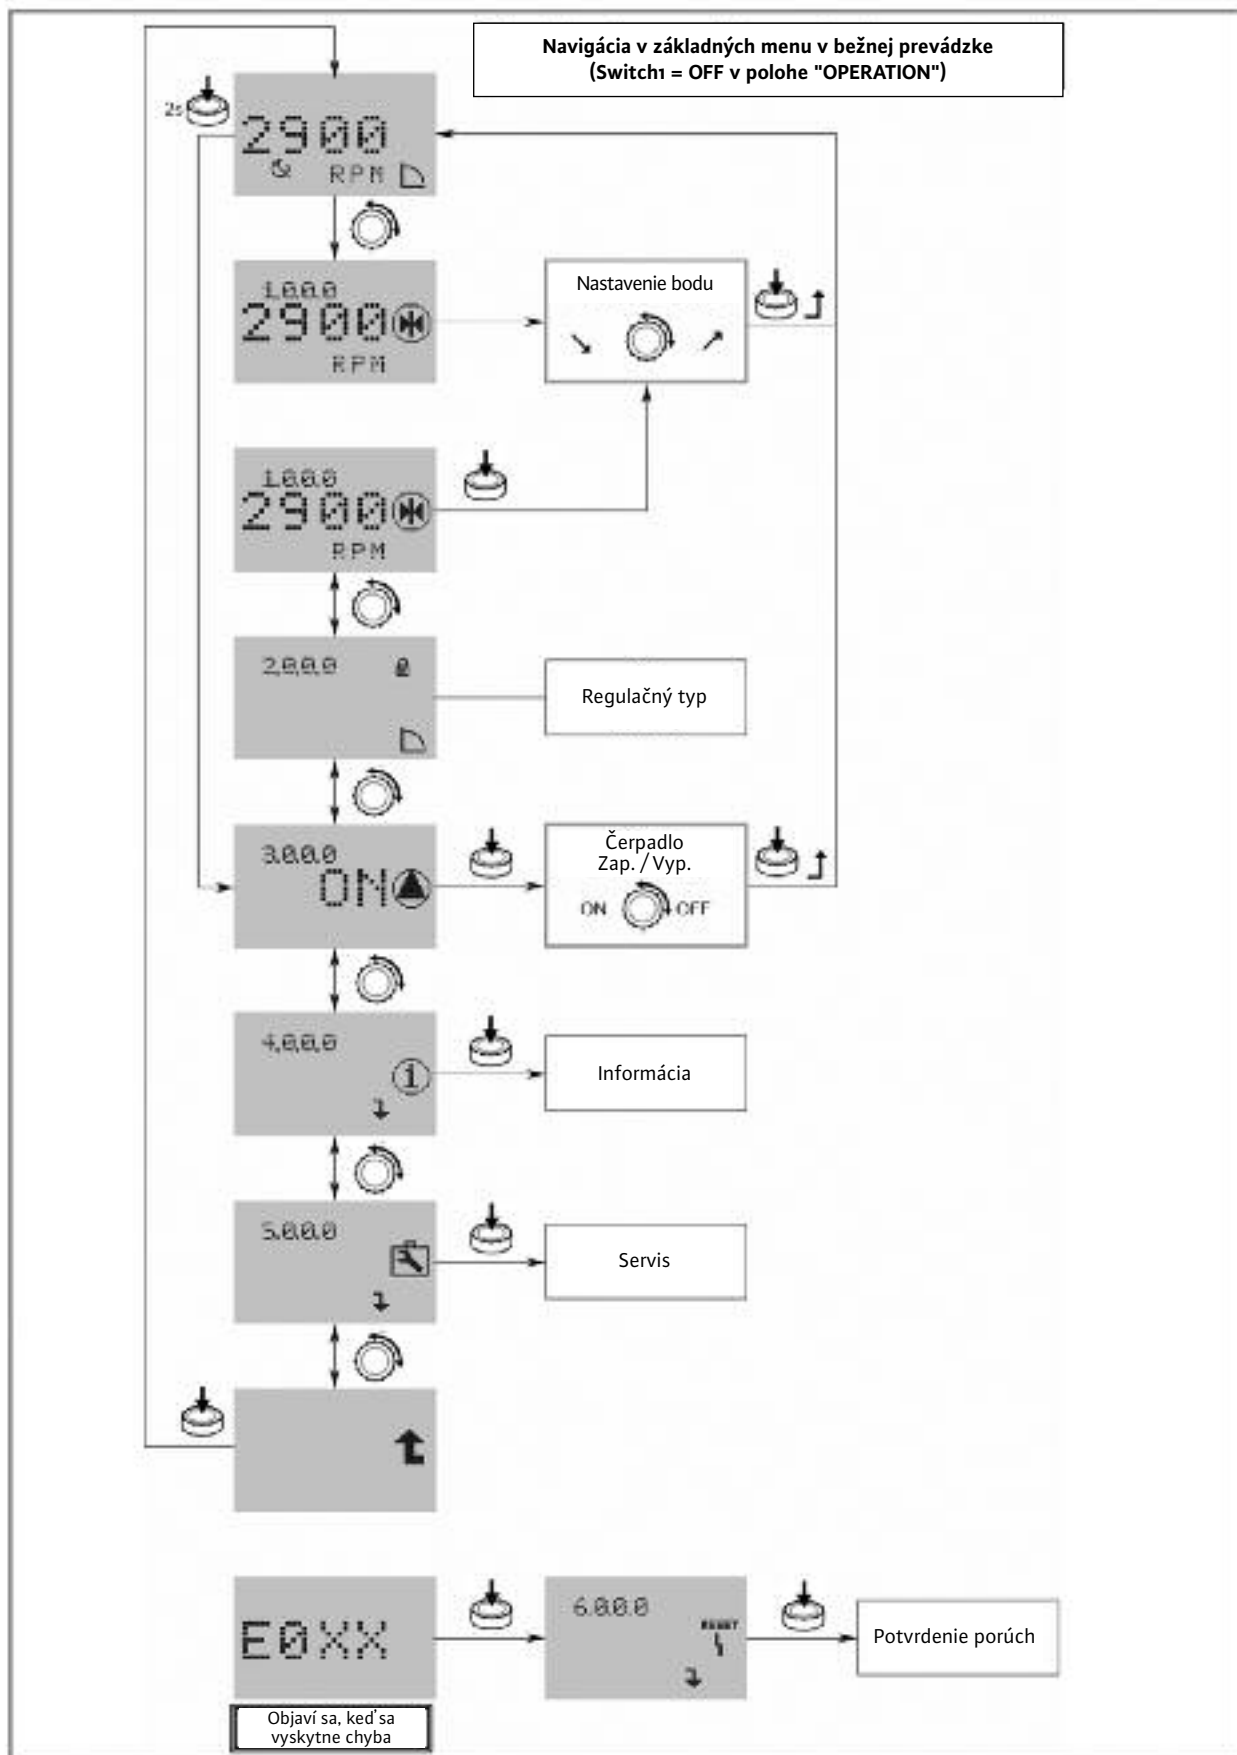 Navigácia v základných menu v bežnej prevádzke
(Switch1 = OFF v polohe "OPERATION")
2s
2900
RPM
1.0.0.0
2900
RPM
Nastavenie bodu
1.0.0.0
2900
RPM
2.0.0.0
Regulačný typ
3.0.0.0
ON
Čerpadlo
Zap. / Vyp.
ON OFF
4.0.0.0
i
Informácia
5.0.0.0
Servis
E0XX
6.0.0.0
RESET
Potvrdenie porúch
Objaví sa, keď sa
vyskytne chyba